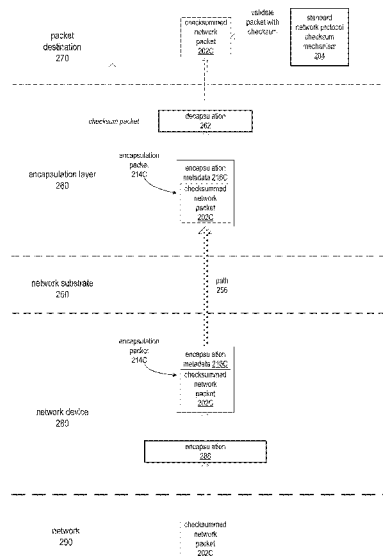 packet
destination
270
checksummed
network
packet
202C
validate
packet with
checksum
standard
network protocol
checksum
mechanism
204
checksum packet
decapsulation
262
encapsulation layer
260
encapsulation
packet
214C
encapsulation
metadata 216C
checksummed
network
packet
202C
network substrate
250
path
256
network device
280
encapsulation
packet
214C
encapsulation
metadata 216C
checksummed
network
packet
202C
encapsulation
288
network
290
checksummed
network
packet
202C